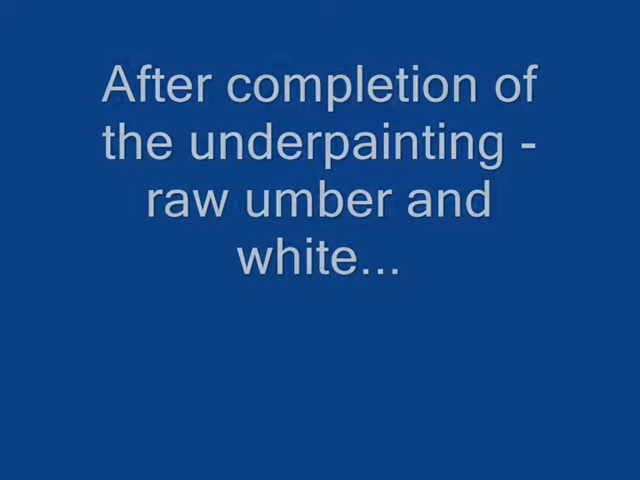 After completion of
the underpainting -
raw umber and
white...